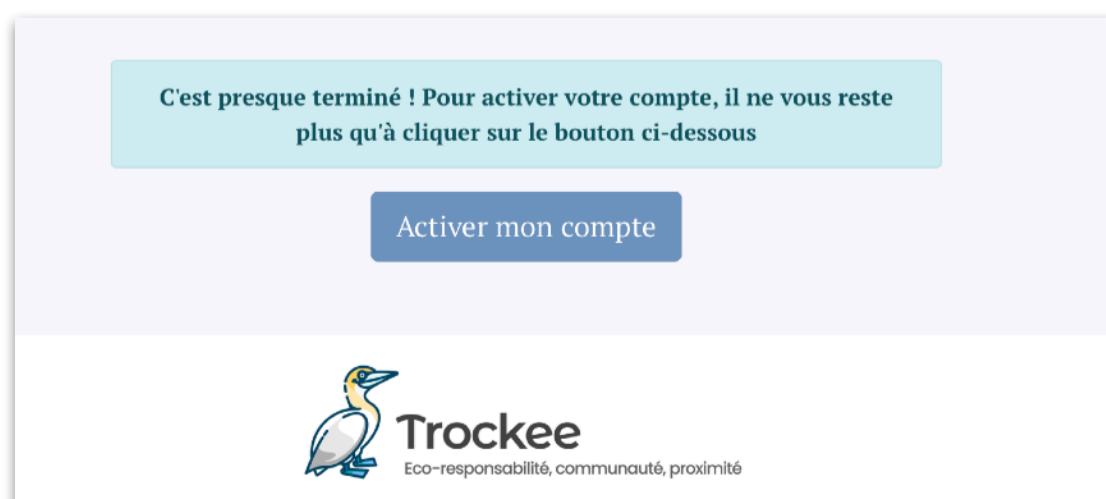 C'est presque terminé ! Pour activer votre compte, il ne vous reste
plus qu'à cliquer sur le bouton ci-dessous
Activer mon compte
Trockee
Eco-responsabilité, communauté, proximité